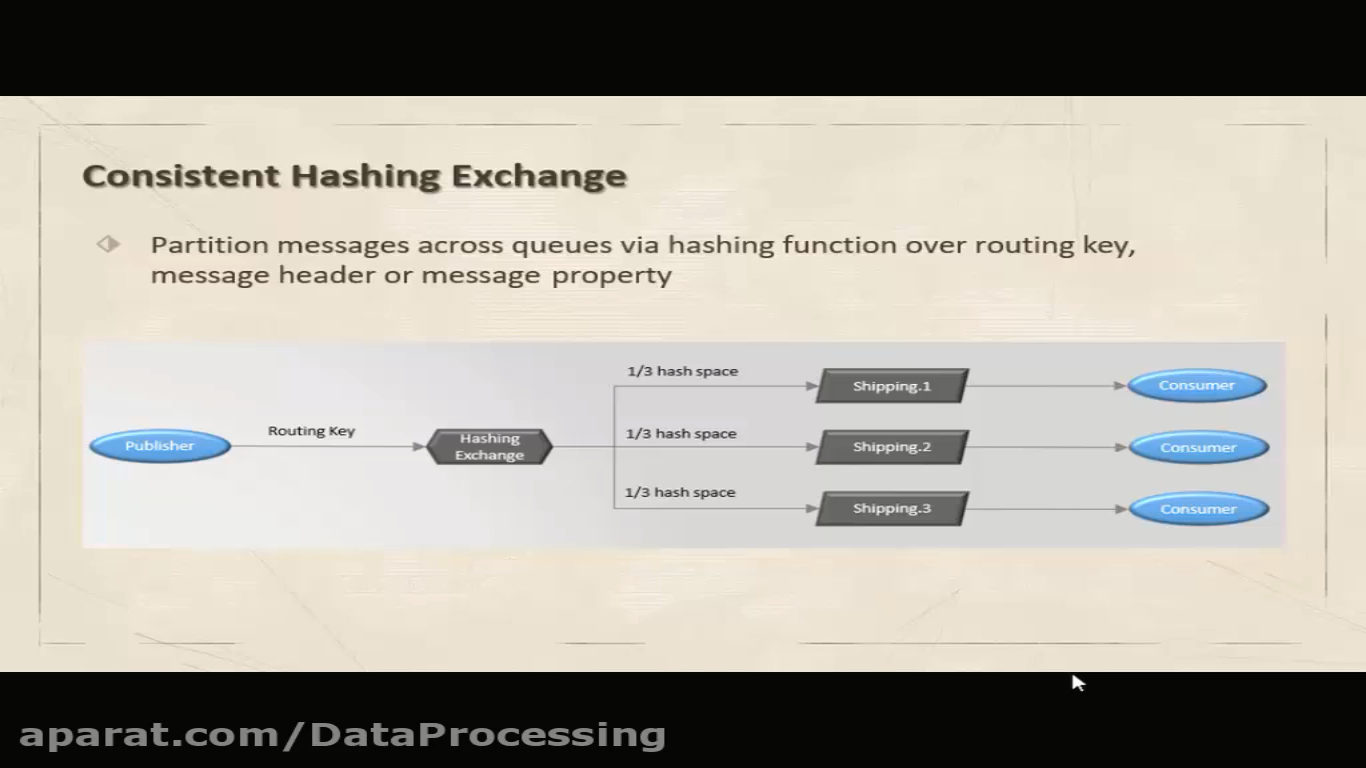 Consistent Hashing Exchange
Partition messages across queues via hashing function over routing key,
message header or message property
Publisher
Routing Key
Hashing
Exchange
1/3 hash space
Shipping.1
Consumer
1/3 hash space
Shipping.2
Consumer
1/3 hash space
Shipping.3
Consumer
aparat.com/DataProcessing